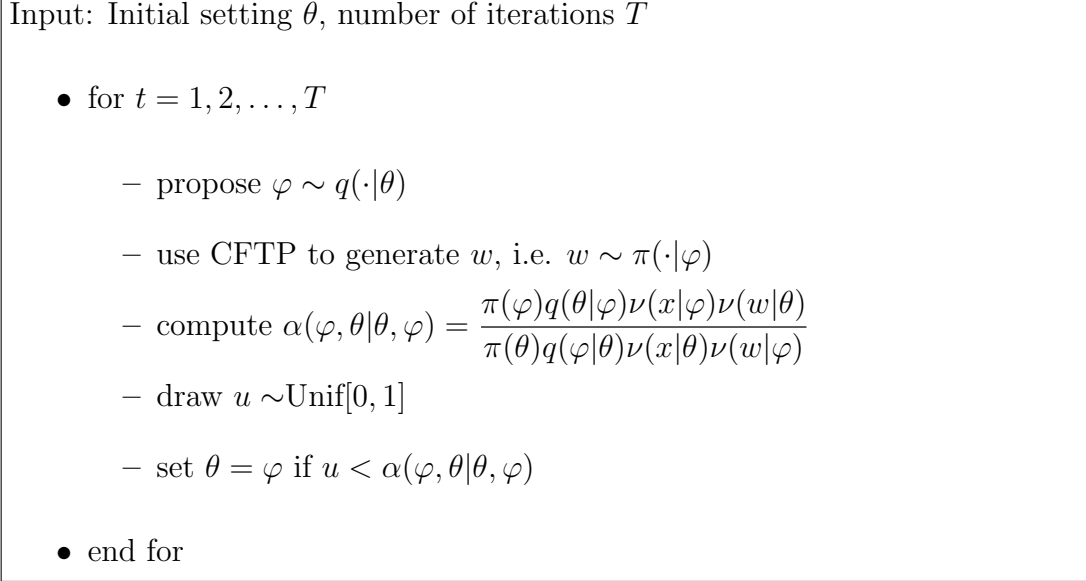 Input: Initial setting θ, number of iterations T
• for t = 1, 2, . . . , T
– propose φ ∼ q(·|θ)
– use CFTP to generate w, i.e. w ∼ π(·|φ)
– compute α(φ, θ|θ, φ) = π(φ)q(θ|φ)ν(x|φ)ν(w|θ) / π(θ)q(φ|θ)ν(x|θ)ν(w|φ)
– draw u ∼Unif[0, 1]
– set θ = φ if u < α(φ, θ|θ, φ)
• end for